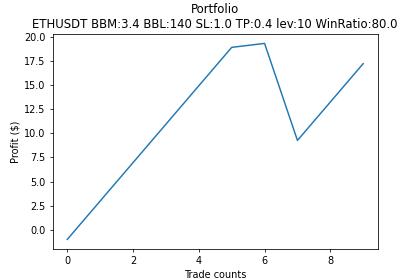 Portfolio
ETHUSDT BBM:3.4 BBL:140 SL:1.0 TP:0.4 lev:10 WinRatio:80.0
20.0
17.5
15.0
12.5
10.0
7.5
5.0
2.5
0.0
Profit ($)
0 2 4 6 8
Trade counts